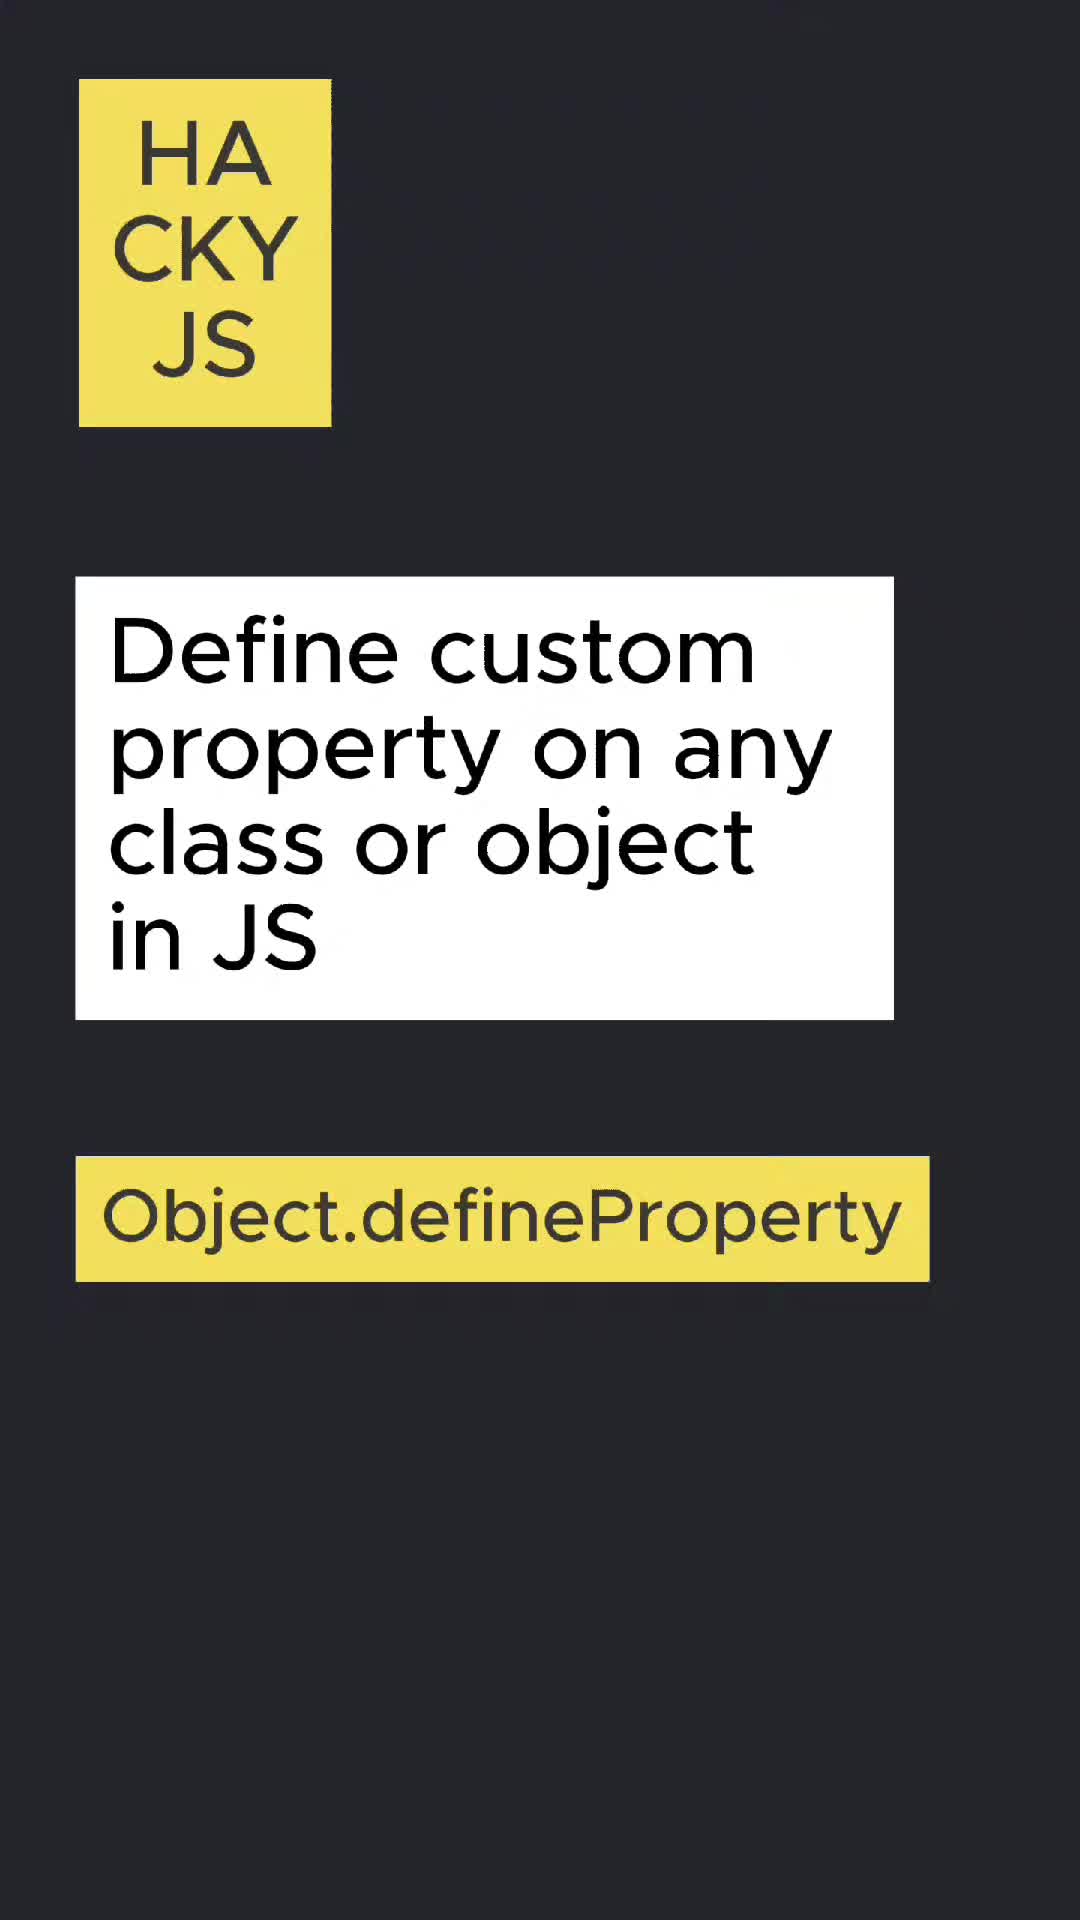 HA
CKY
JS
Define custom
property on any
class or object
in JS
Object.defineProperty